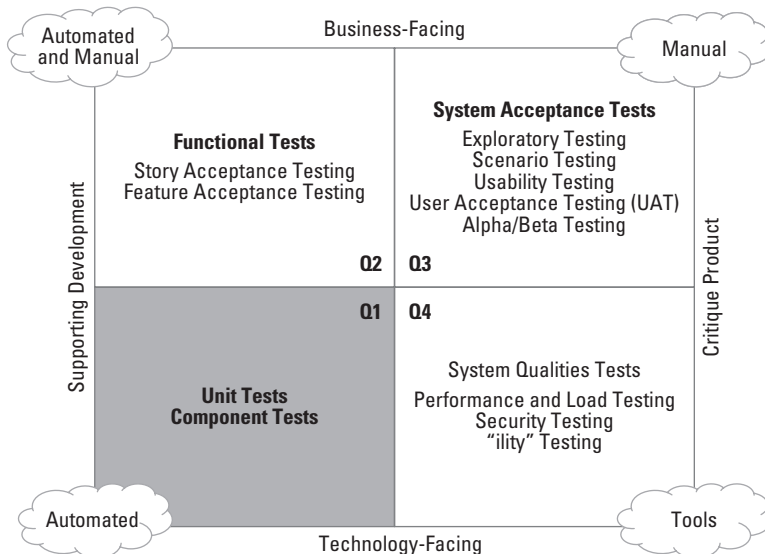 Automated
and Manual
Business-Facing
Manual
Functional Tests
Story Acceptance Testing
Feature Acceptance Testing
Q2
System Acceptance Tests
Exploratory Testing
Scenario Testing
Usability Testing
User Acceptance Testing (UAT)
Alpha/Beta Testing
Q3
Supporting Development
Critique Product
Q1
Unit Tests
Component Tests
Q4
System Qualities Tests
Performance and Load Testing
Security Testing
“ility” Testing
Automated
Technology-Facing
Tools